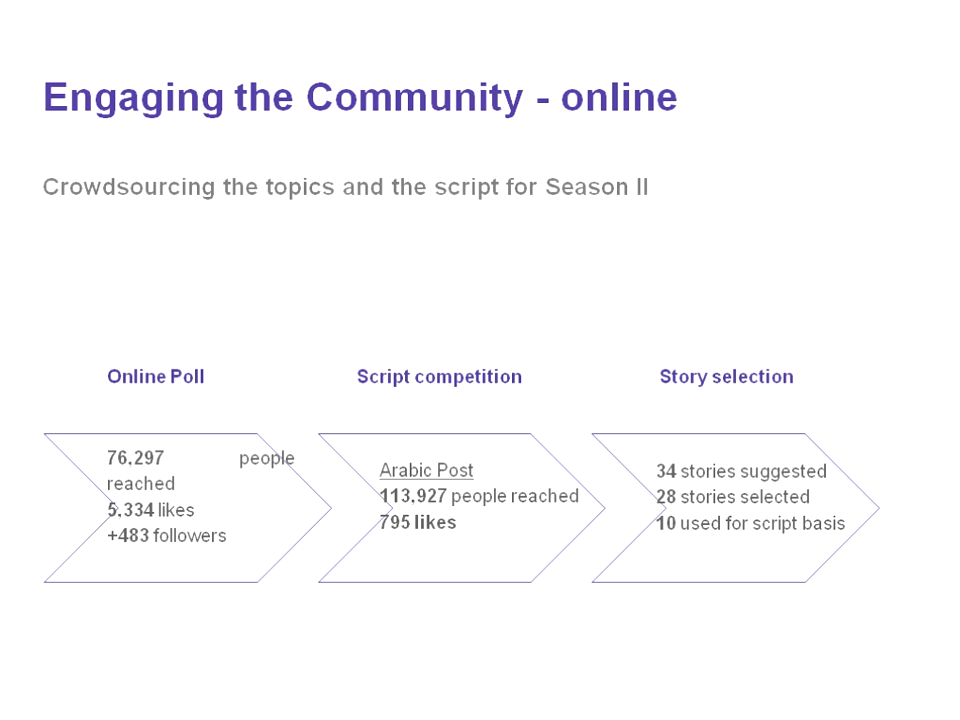 Engaging the Community - online
Crowdsourcing the topics and the script for Season II
Online Poll
76,297 people
reached
5,334 likes
+483 followers
Script competition
Arabic Post
113,927 people reached
795 likes
Story selection
34 stories suggested
28 stories selected
10 used for script basis